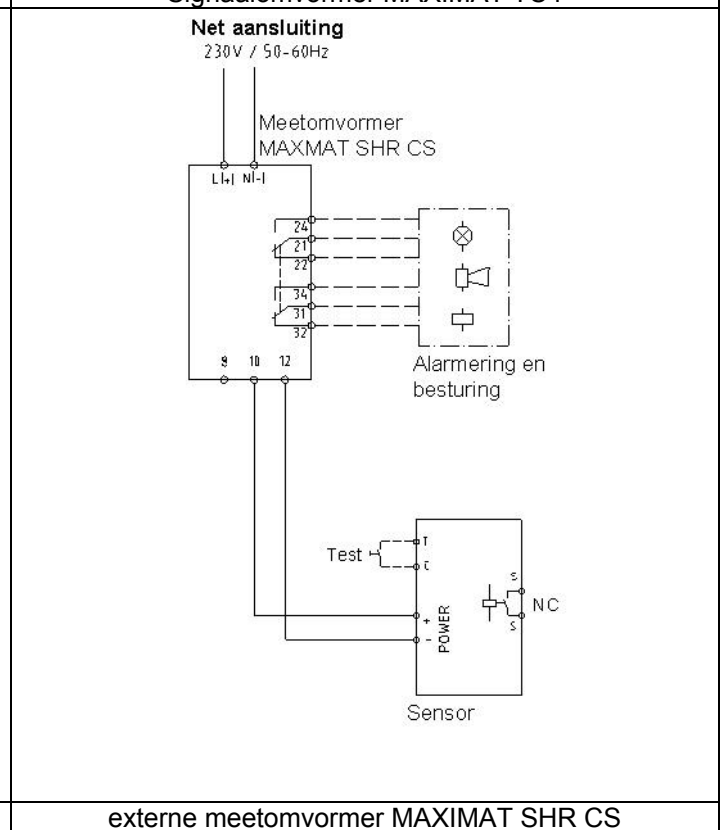 Net aansluiting
230V / 50-60Hz
Meetomvormer
MAXMAT SHR CS
L|+| N|-|
24
21
22
34
31
32
9 10 12
Alarmering en
besturing
Test
T
POWER
+
-
S
S
NC
Sensor
externe meetomvormer MAXIMAT SHR CS